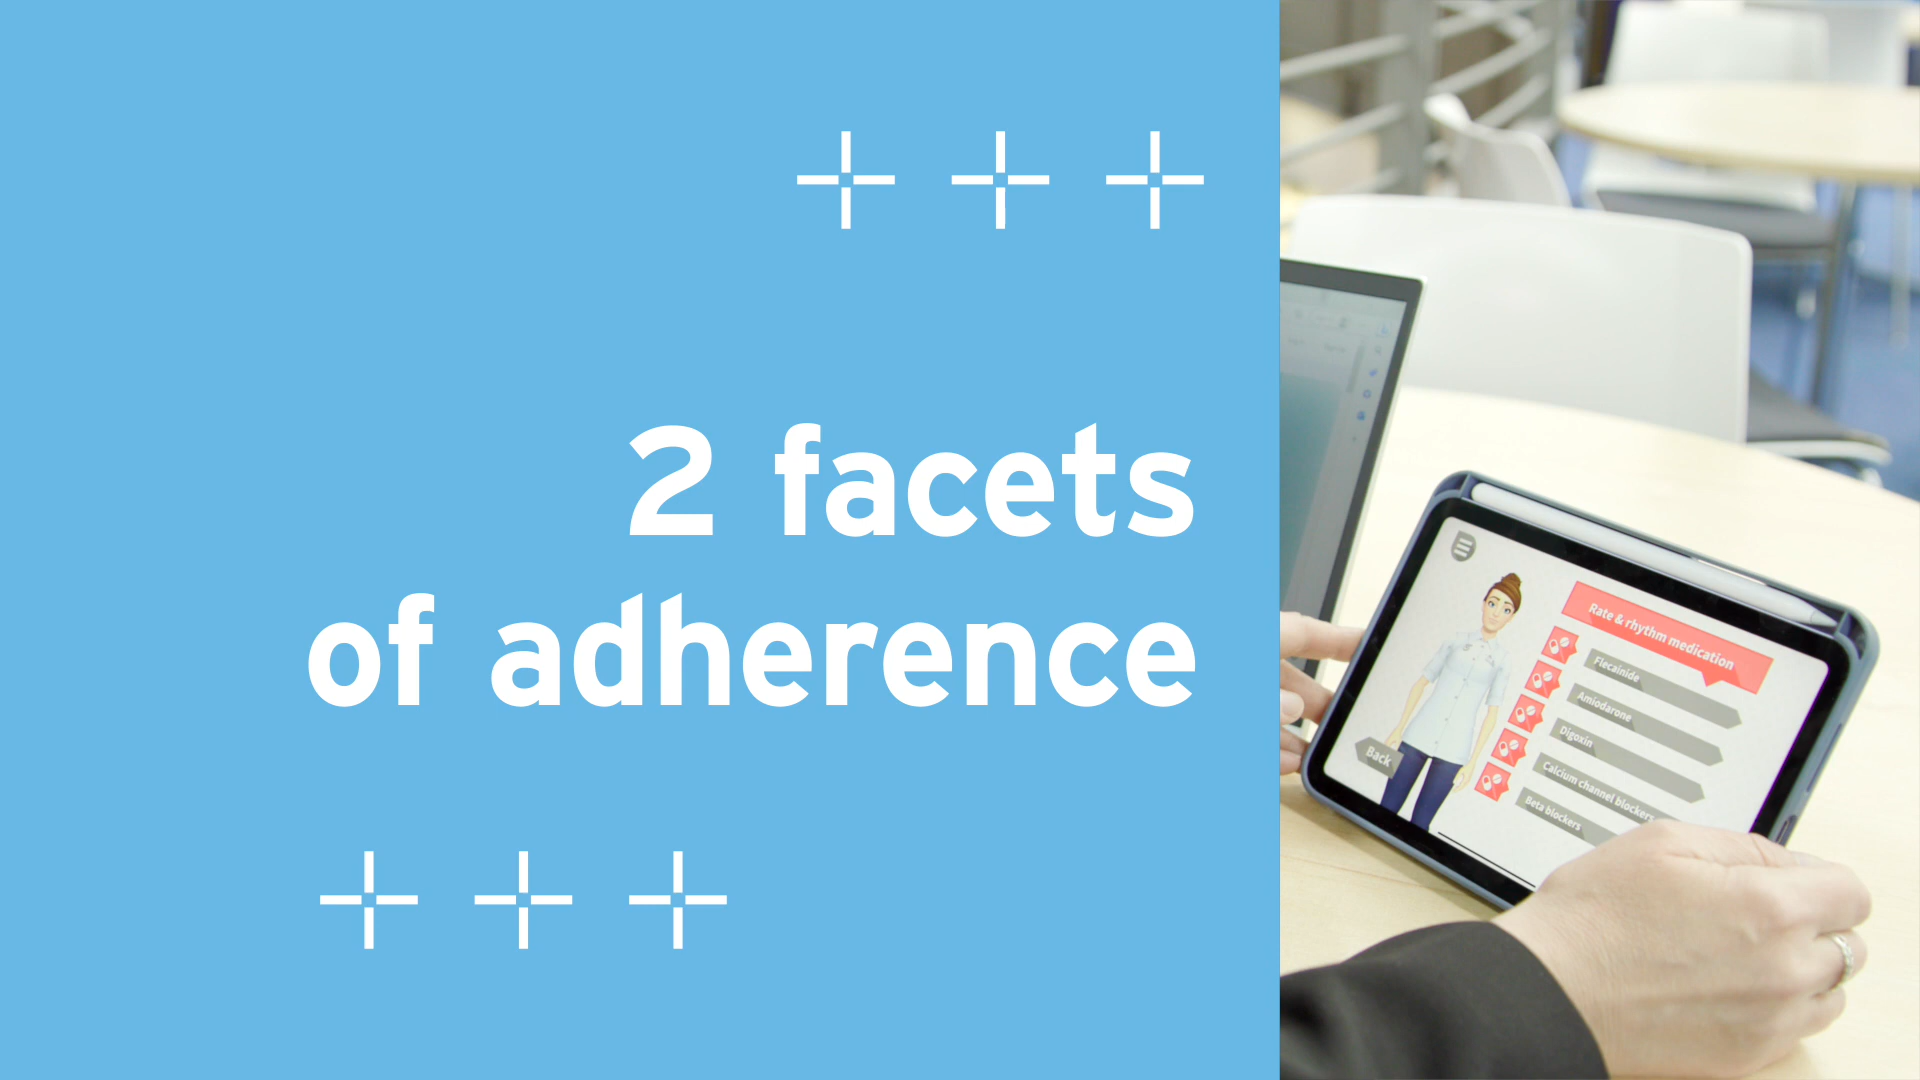 2 facets
of adherence
Rate & rhythm medication
Flecainide
Amiodarone
Digoxin
Calcium channel blockers
Beta blockers
Back